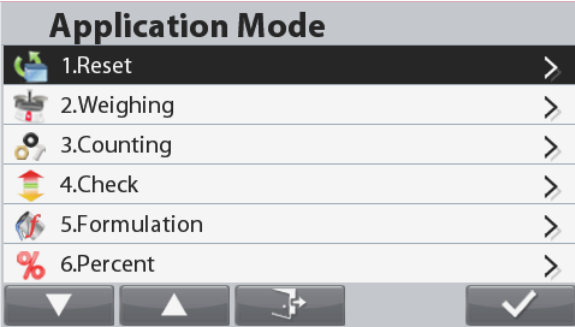 Application Mode
1.Reset
2.Weighing
3.Counting
4.Check
5.Formulation
6.Percent